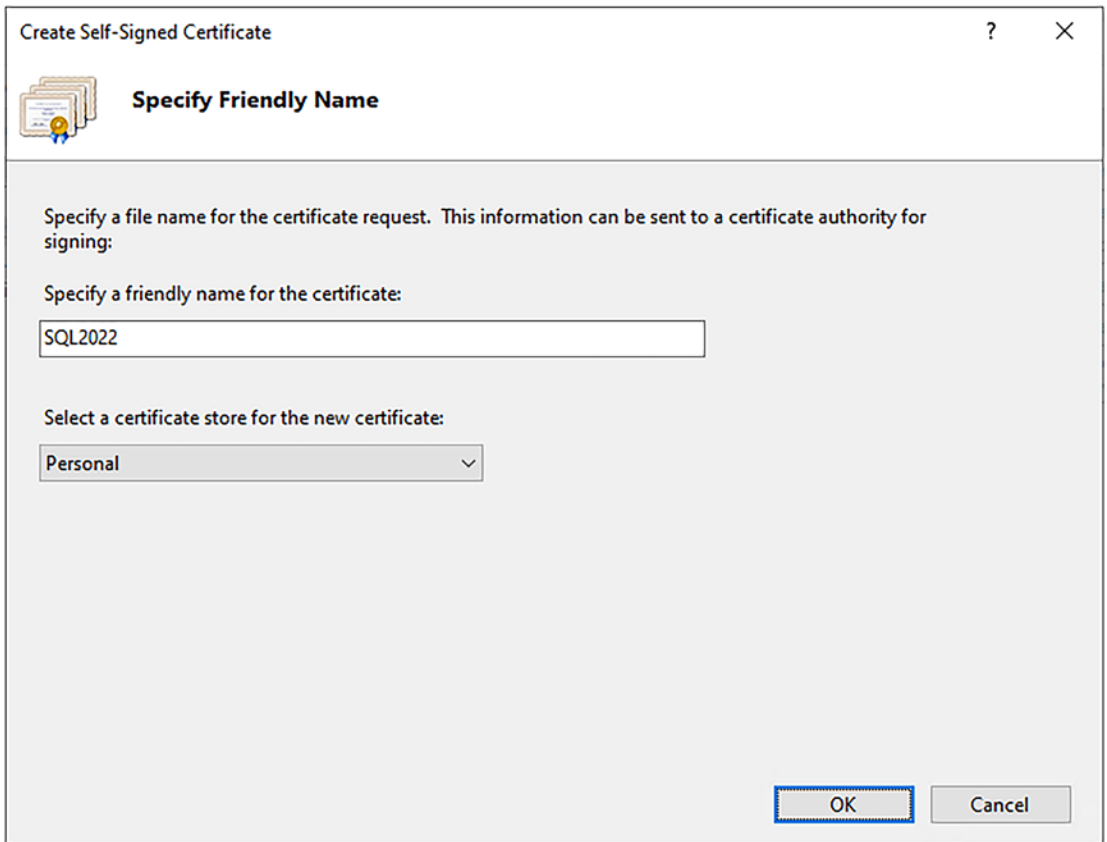 Create Self-Signed Certificate
?
Specify Friendly Name
Specify a file name for the certificate request.  This information can be sent to a certificate authority for
signing:
Specify a friendly name for the certificate:
SQL2022
Select a certificate store for the new certificate:
Personal
OK
Cancel